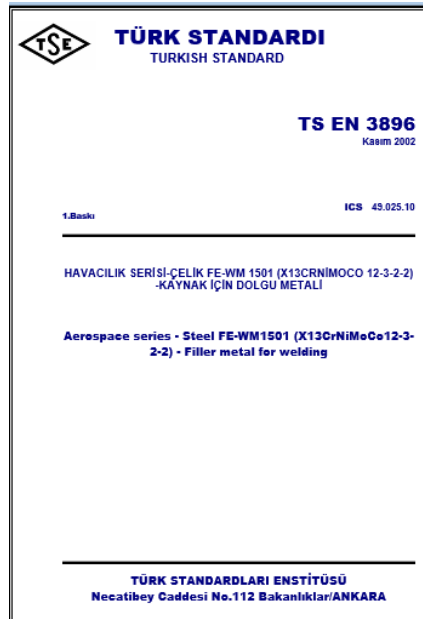 TSE
TÜRK STANDARDI
TURKISH STANDARD
TS EN 3896
Kasım 2002
ICS 49.025.10
1.Baskı
HAVACILIK SERİSİ-ÇELİK FE-WM 1501 (X13CRNİMOCO 12-3-2-2)
-KAYNAK İÇİN DOLGU METALİ
Aerospace series - Steel FE-WM1501 (X13CrNiMoCo12-3-
2-2) - Filler metal for welding
TÜRK STANDARDLARI ENSTİTÜSÜ
Necatibey Caddesi No.112 Bakanlıklar/ANKARA